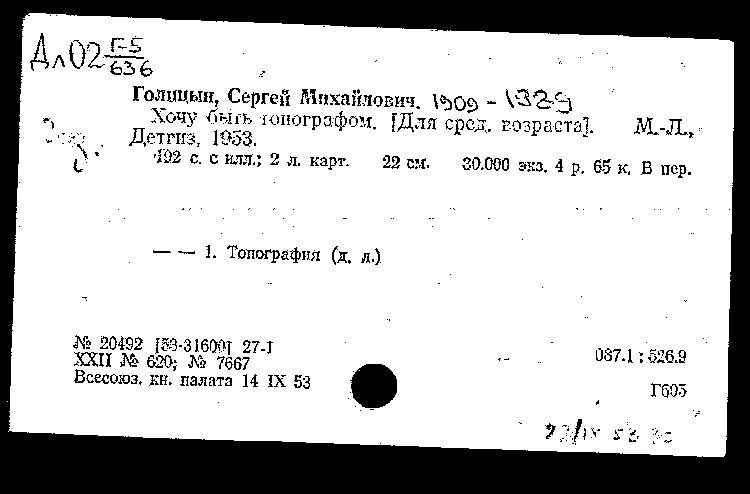 Дл02 Г-5
636
Голицын, Сергей Михайлович. 1909 - 1989
Хочу быть топографом. [Для сред. возраста]. М.-Л.,
Детгиз, 1953.
192 с. с илл.; 2 л. карт. 22 см. 30.000 экз. 4 р. 65 к. В пер.
— — 1. Топография (д. л.)
№ 20492 [53-31600] 27-1
XXII № 620; № 7667 087.1 : 526.9
Всесоюз. кн. палата 14 IX 53
Г605